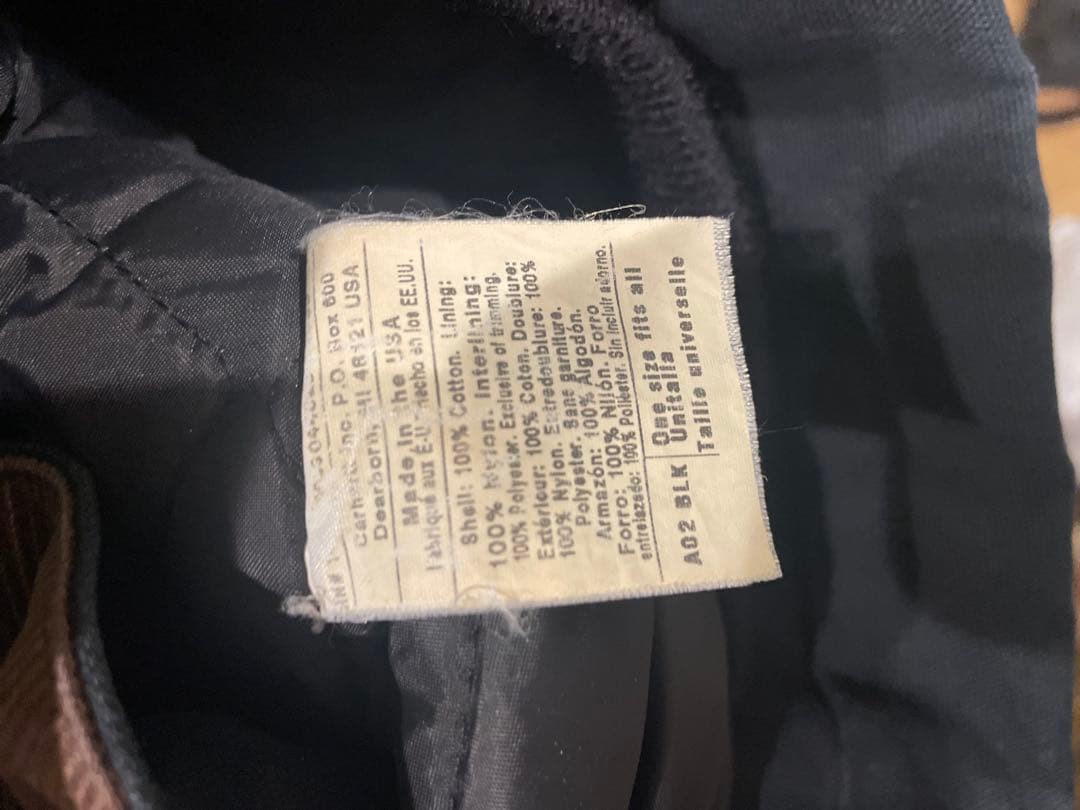 Carhartt, Inc. P.O. Box 600
Dearborn, MI 48121 USA
Made in the USA
Fabriqué aux É-U Hecho en los EE.UU.
Shell: 100% Cotton. Lining:
100% Nylon. Interlining:
100% Polyester. Exclusive of trimming.
Extérieur: 100% Coton. Doublure:
100% Nylon. Entredoublure: 100%
Polyester. Sans garniture.
Armazón: 100% Algodón.
Forro: 100% Nilón. Forro
entrelazado: 100% Poliéster. Sin incluir adorno.
A02 BLK
One size fits all
Unitalla
Taille universelle